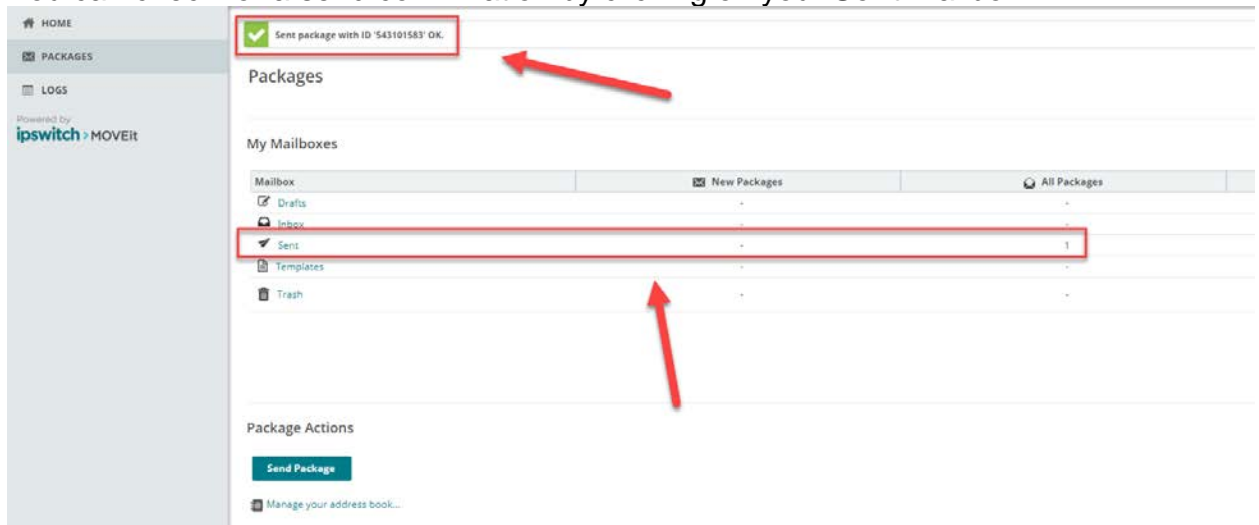 HOME
PACKAGES
LOGS
Powered by
ipswitch > MOVEit
Sent package with ID '543101583' OK.
Packages
My Mailboxes
Mailbox New Packages All Packages
Drafts - -
Inbox - -
Sent - 1
Templates - -
Trash - -
Package Actions
Send Package
Manage your address book...